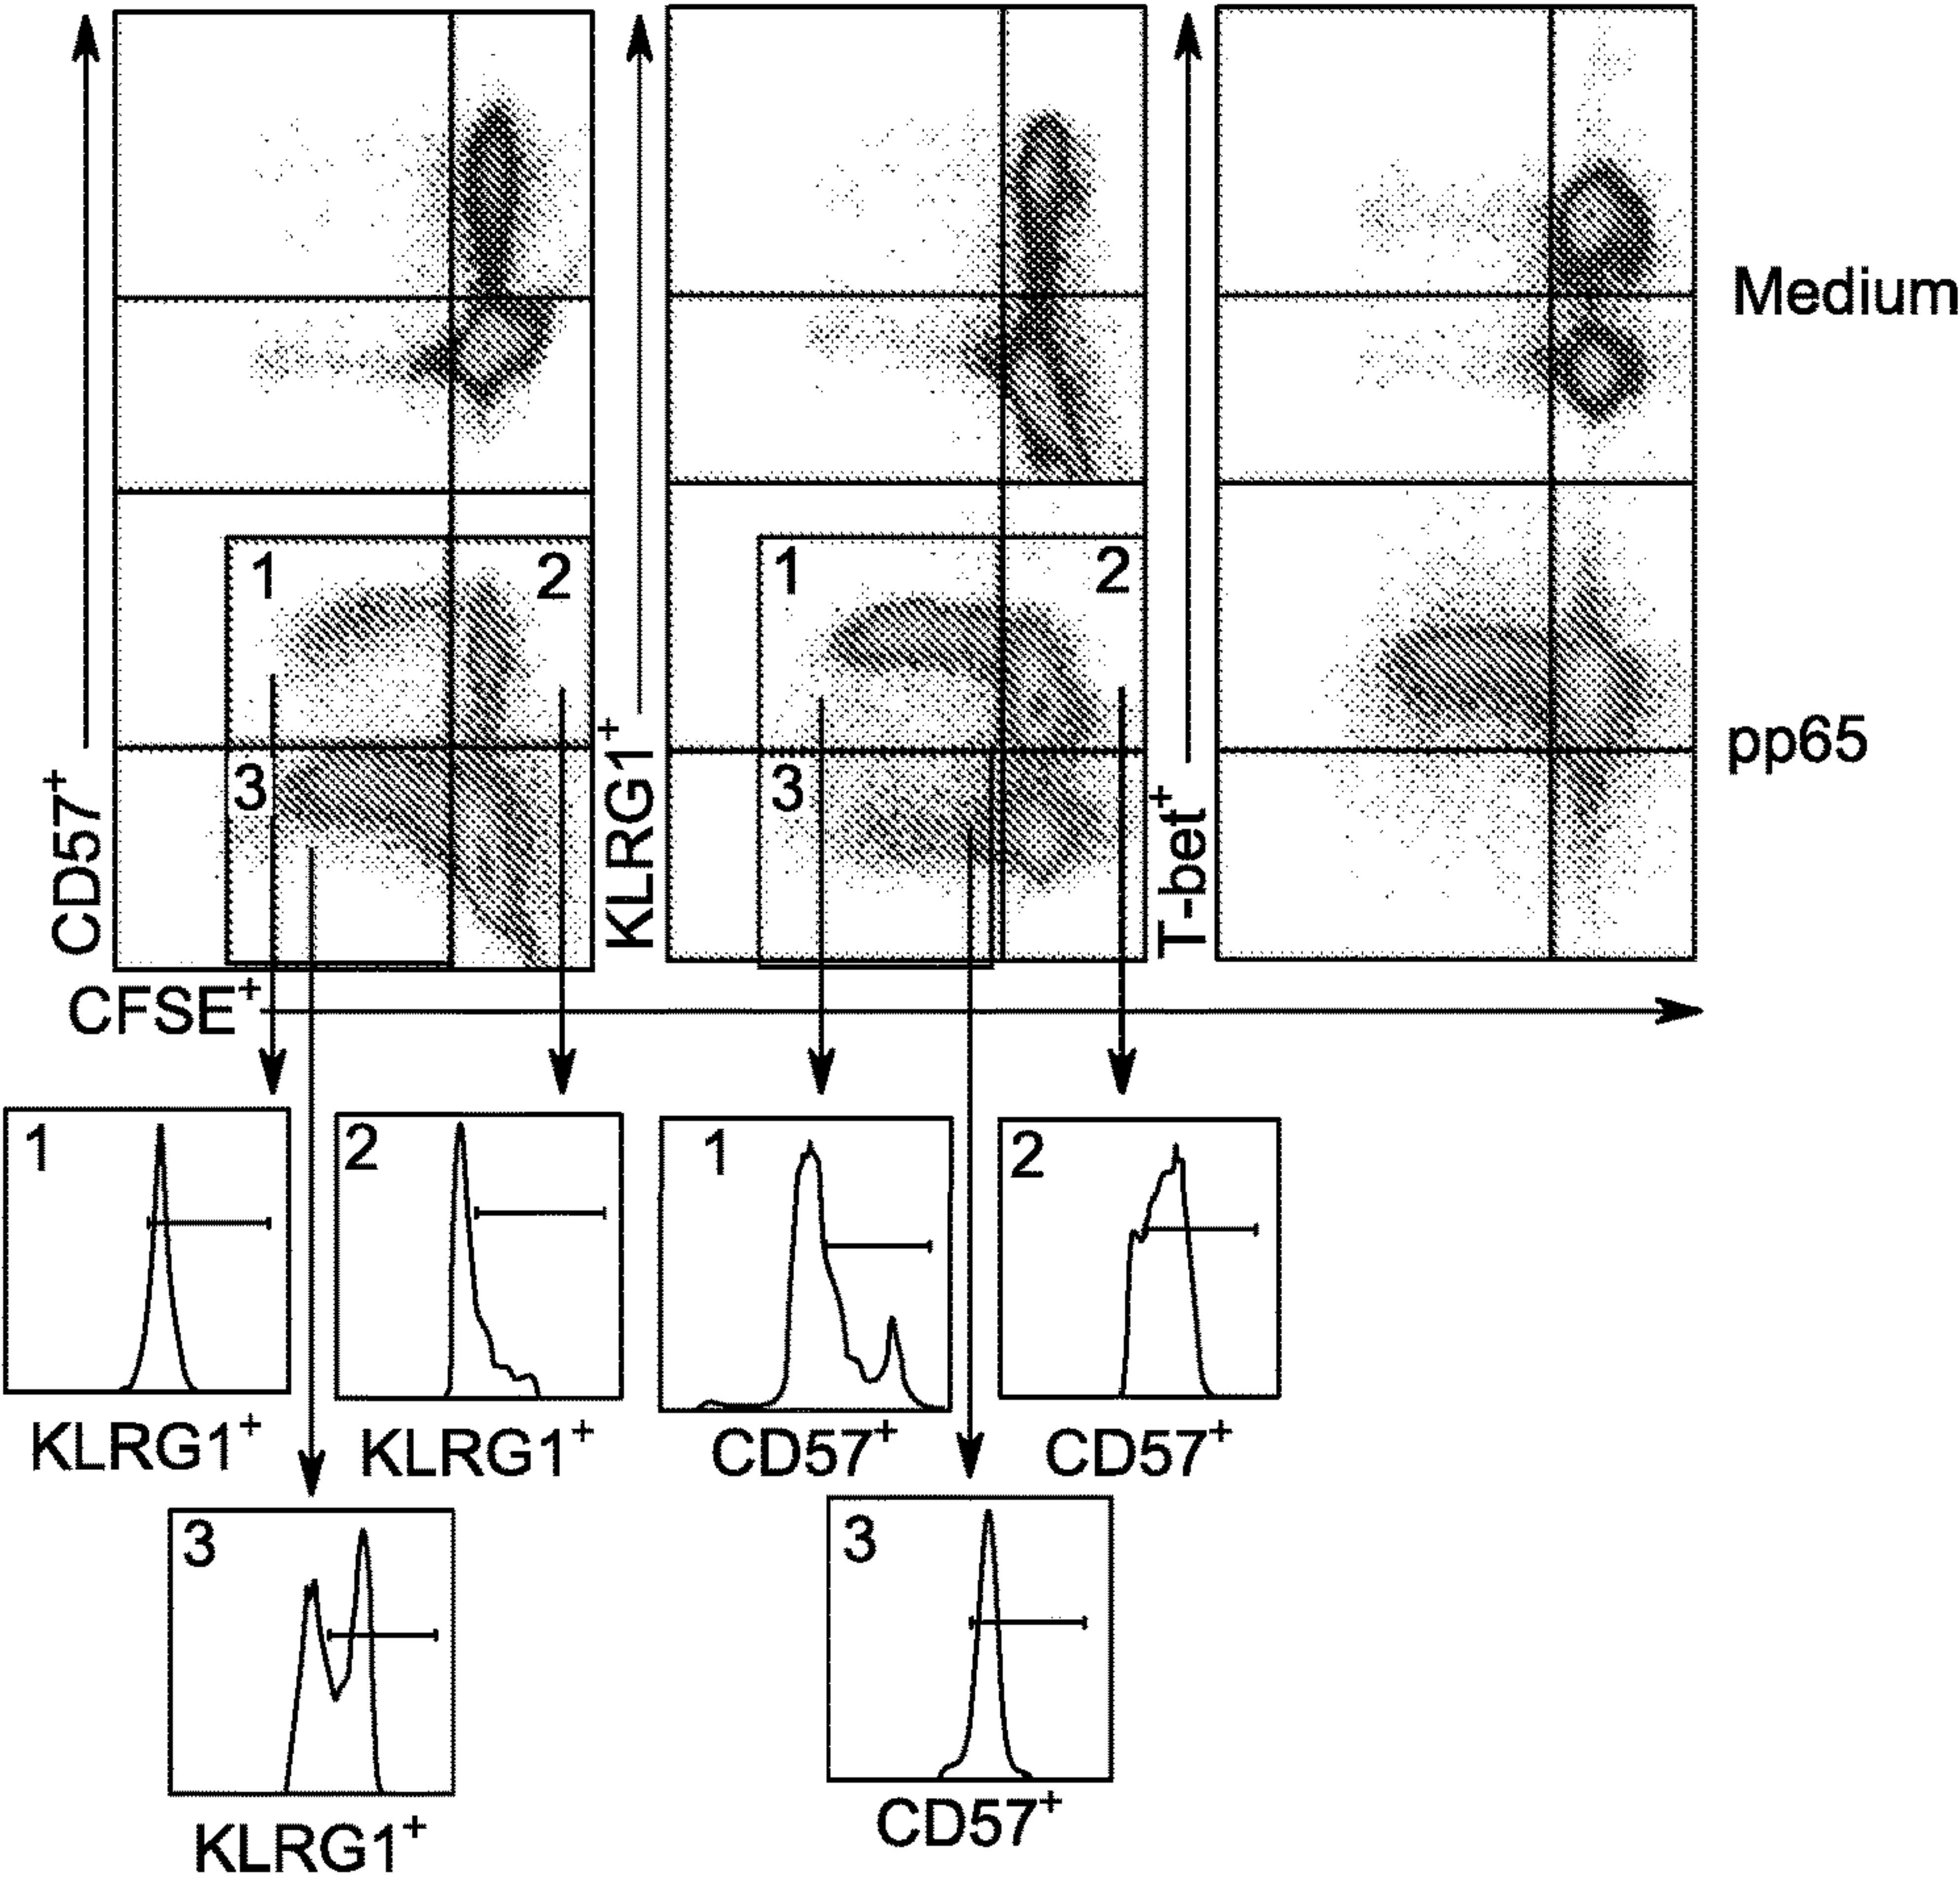 Medium
1
2
1
2
pp65
3
3
CD57+
KLRG1+
T-bet+
CFSE+
1
2
1
2
KLRG1+
KLRG1+
CD57+
CD57+
3
3
KLRG1+
CD57+